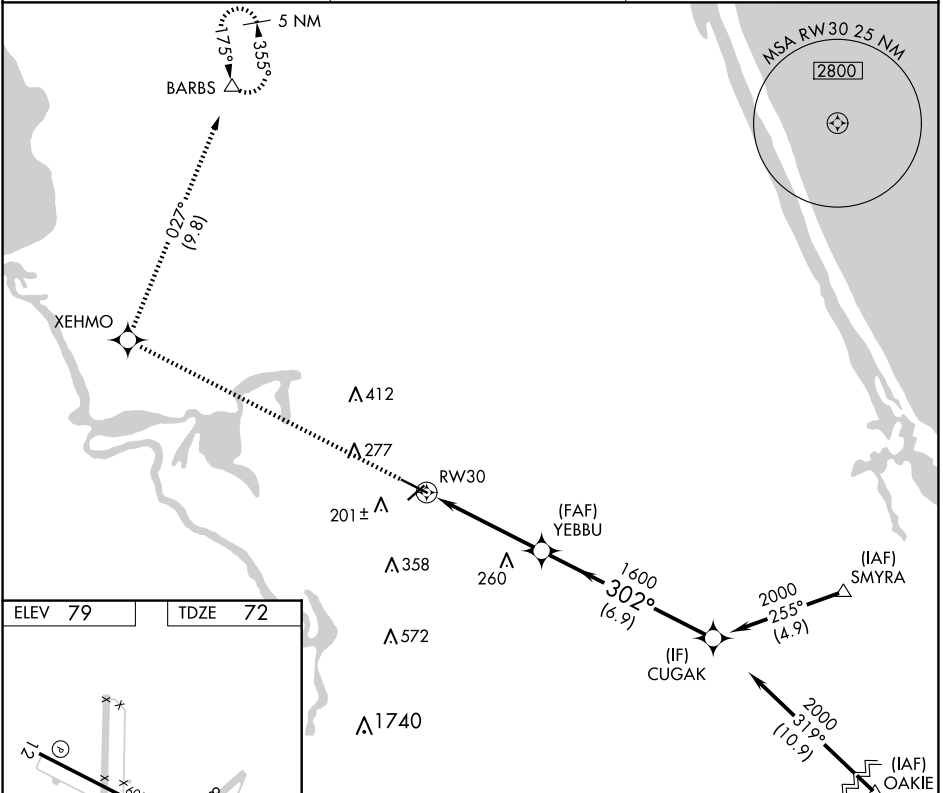 5 NM
175°
355°
BARBS
MSA RW30 25 NM
2800
027°
(9.8)
XEHMO
412
277
RW30
201±
(FAF)
YEBBU
358
260
1600
302°
(6.9)
(IAF)
SMYRA
2000
255°
(4.9)
ELEV 79
TDZE 72
572
(IF)
CUGAK
1740
2000
319°
(10.9)
(IAF)
OAKIE
X
X
12
P
X
X